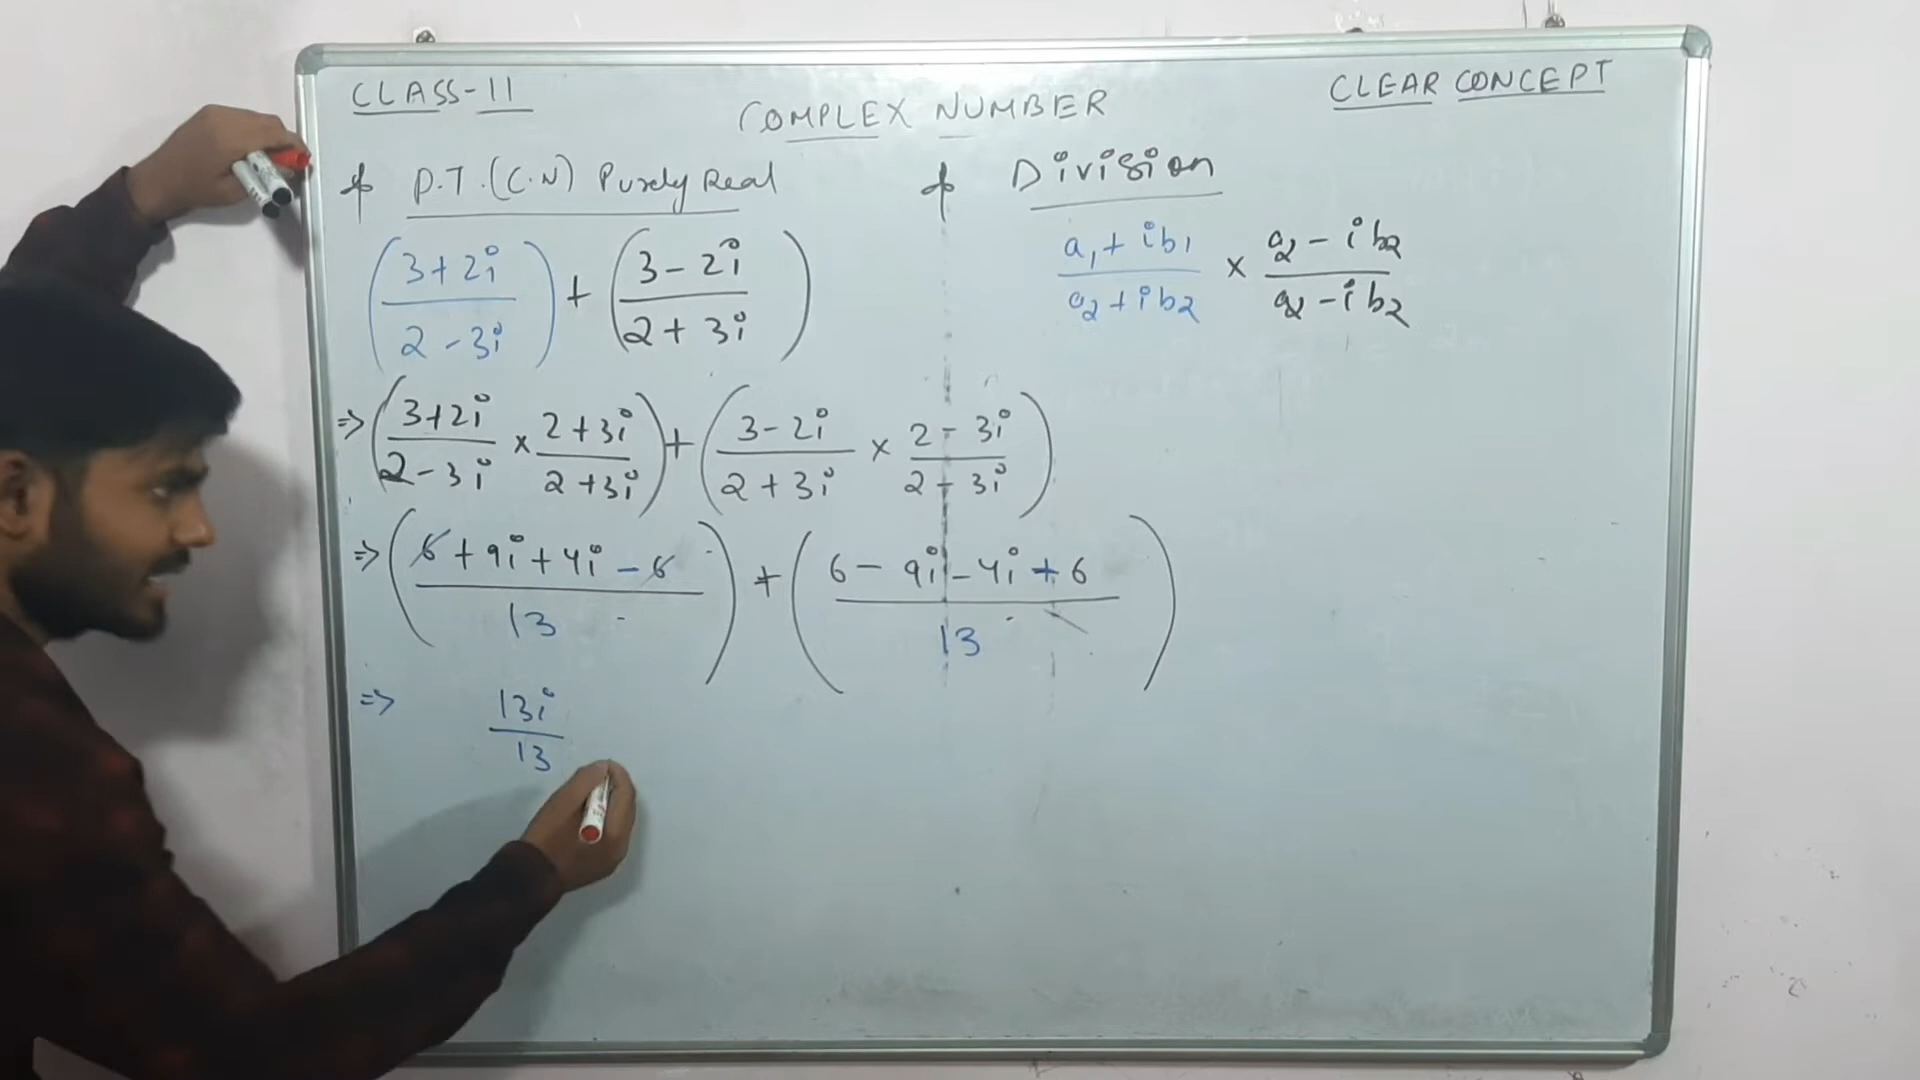 CLASS-11
COMPLEX NUMBER
CLEAR CONCEPT
* P.T.(C.N) Purely Real
(3+2i / 2-3i) + (3-2i / 2+3i)
⇒ (3+2i / 2-3i × 2+3i / 2+3i) + (3-2i / 2+3i × 2-3i / 2-3i)
⇒ (6+9i+4i-6 / 13) + (6-9i-4i+6 / 13)
⇒ 13i / 13
* Division
a₁+ib₁ / a₂+ib₂ × a₂-ib₂ / a₂-ib₂